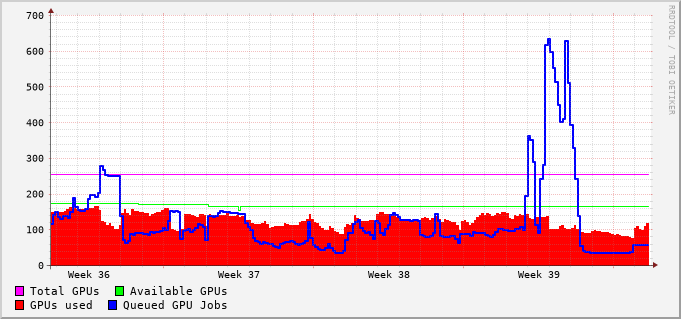 700
600
500
400
300
200
100
0
Week 36 Week 37 Week 38 Week 39
Total GPUs Available GPUs
GPUs used Queued GPU Jobs
RRDTOOL / TOBI OETIKER